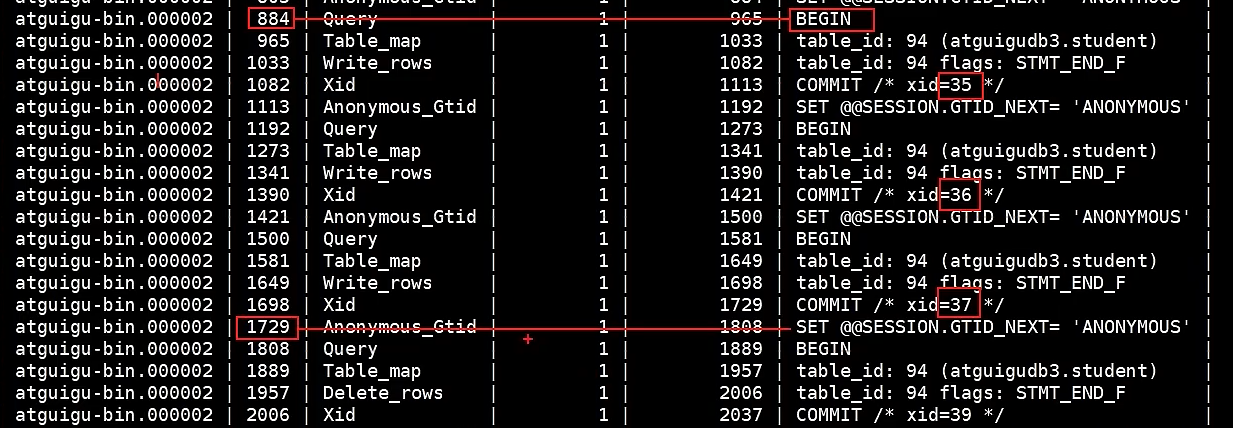 884 | Query | 1 | 965 | BEGIN |
atguigu-bin.000002 | 965 | Table_map | 1 | 1033 | table_id: 94 (atguigudb3.student) |
atguigu-bin.000002 | 1033 | Write_rows | 1 | 1082 | table_id: 94 flags: STMT_END_F |
atguigu-bin.000002 | 1082 | Xid | 1 | 1113 | COMMIT /* xid=35 */ |
atguigu-bin.000002 | 1113 | Anonymous_Gtid | 1 | 1192 | SET @@SESSION.GTID_NEXT= 'ANONYMOUS' |
atguigu-bin.000002 | 1192 | Query | 1 | 1273 | BEGIN |
atguigu-bin.000002 | 1273 | Table_map | 1 | 1341 | table_id: 94 (atguigudb3.student) |
atguigu-bin.000002 | 1341 | Write_rows | 1 | 1390 | table_id: 94 flags: STMT_END_F |
atguigu-bin.000002 | 1390 | Xid | 1 | 1421 | COMMIT /* xid=36 */ |
atguigu-bin.000002 | 1421 | Anonymous_Gtid | 1 | 1500 | SET @@SESSION.GTID_NEXT= 'ANONYMOUS' |
atguigu-bin.000002 | 1500 | Query | 1 | 1581 | BEGIN |
atguigu-bin.000002 | 1581 | Table_map | 1 | 1649 | table_id: 94 (atguigudb3.student) |
atguigu-bin.000002 | 1649 | Write_rows | 1 | 1698 | table_id: 94 flags: STMT_END_F |
atguigu-bin.000002 | 1698 | Xid | 1 | 1729 | COMMIT /* xid=37 */ |
atguigu-bin.000002 | 1729 | Anonymous_Gtid | 1 | 1808 | SET @@SESSION.GTID_NEXT= 'ANONYMOUS' |
atguigu-bin.000002 | 1808 | Query | 1 | 1889 | BEGIN |
atguigu-bin.000002 | 1889 | Table_map | 1 | 1957 | table_id: 94 (atguigudb3.student) |
atguigu-bin.000002 | 1957 | Delete_rows | 1 | 2006 | table_id: 94 flags: STMT_END_F |
atguigu-bin.000002 | 2006 | Xid | 1 | 2037 | COMMIT /* xid=39 */ |